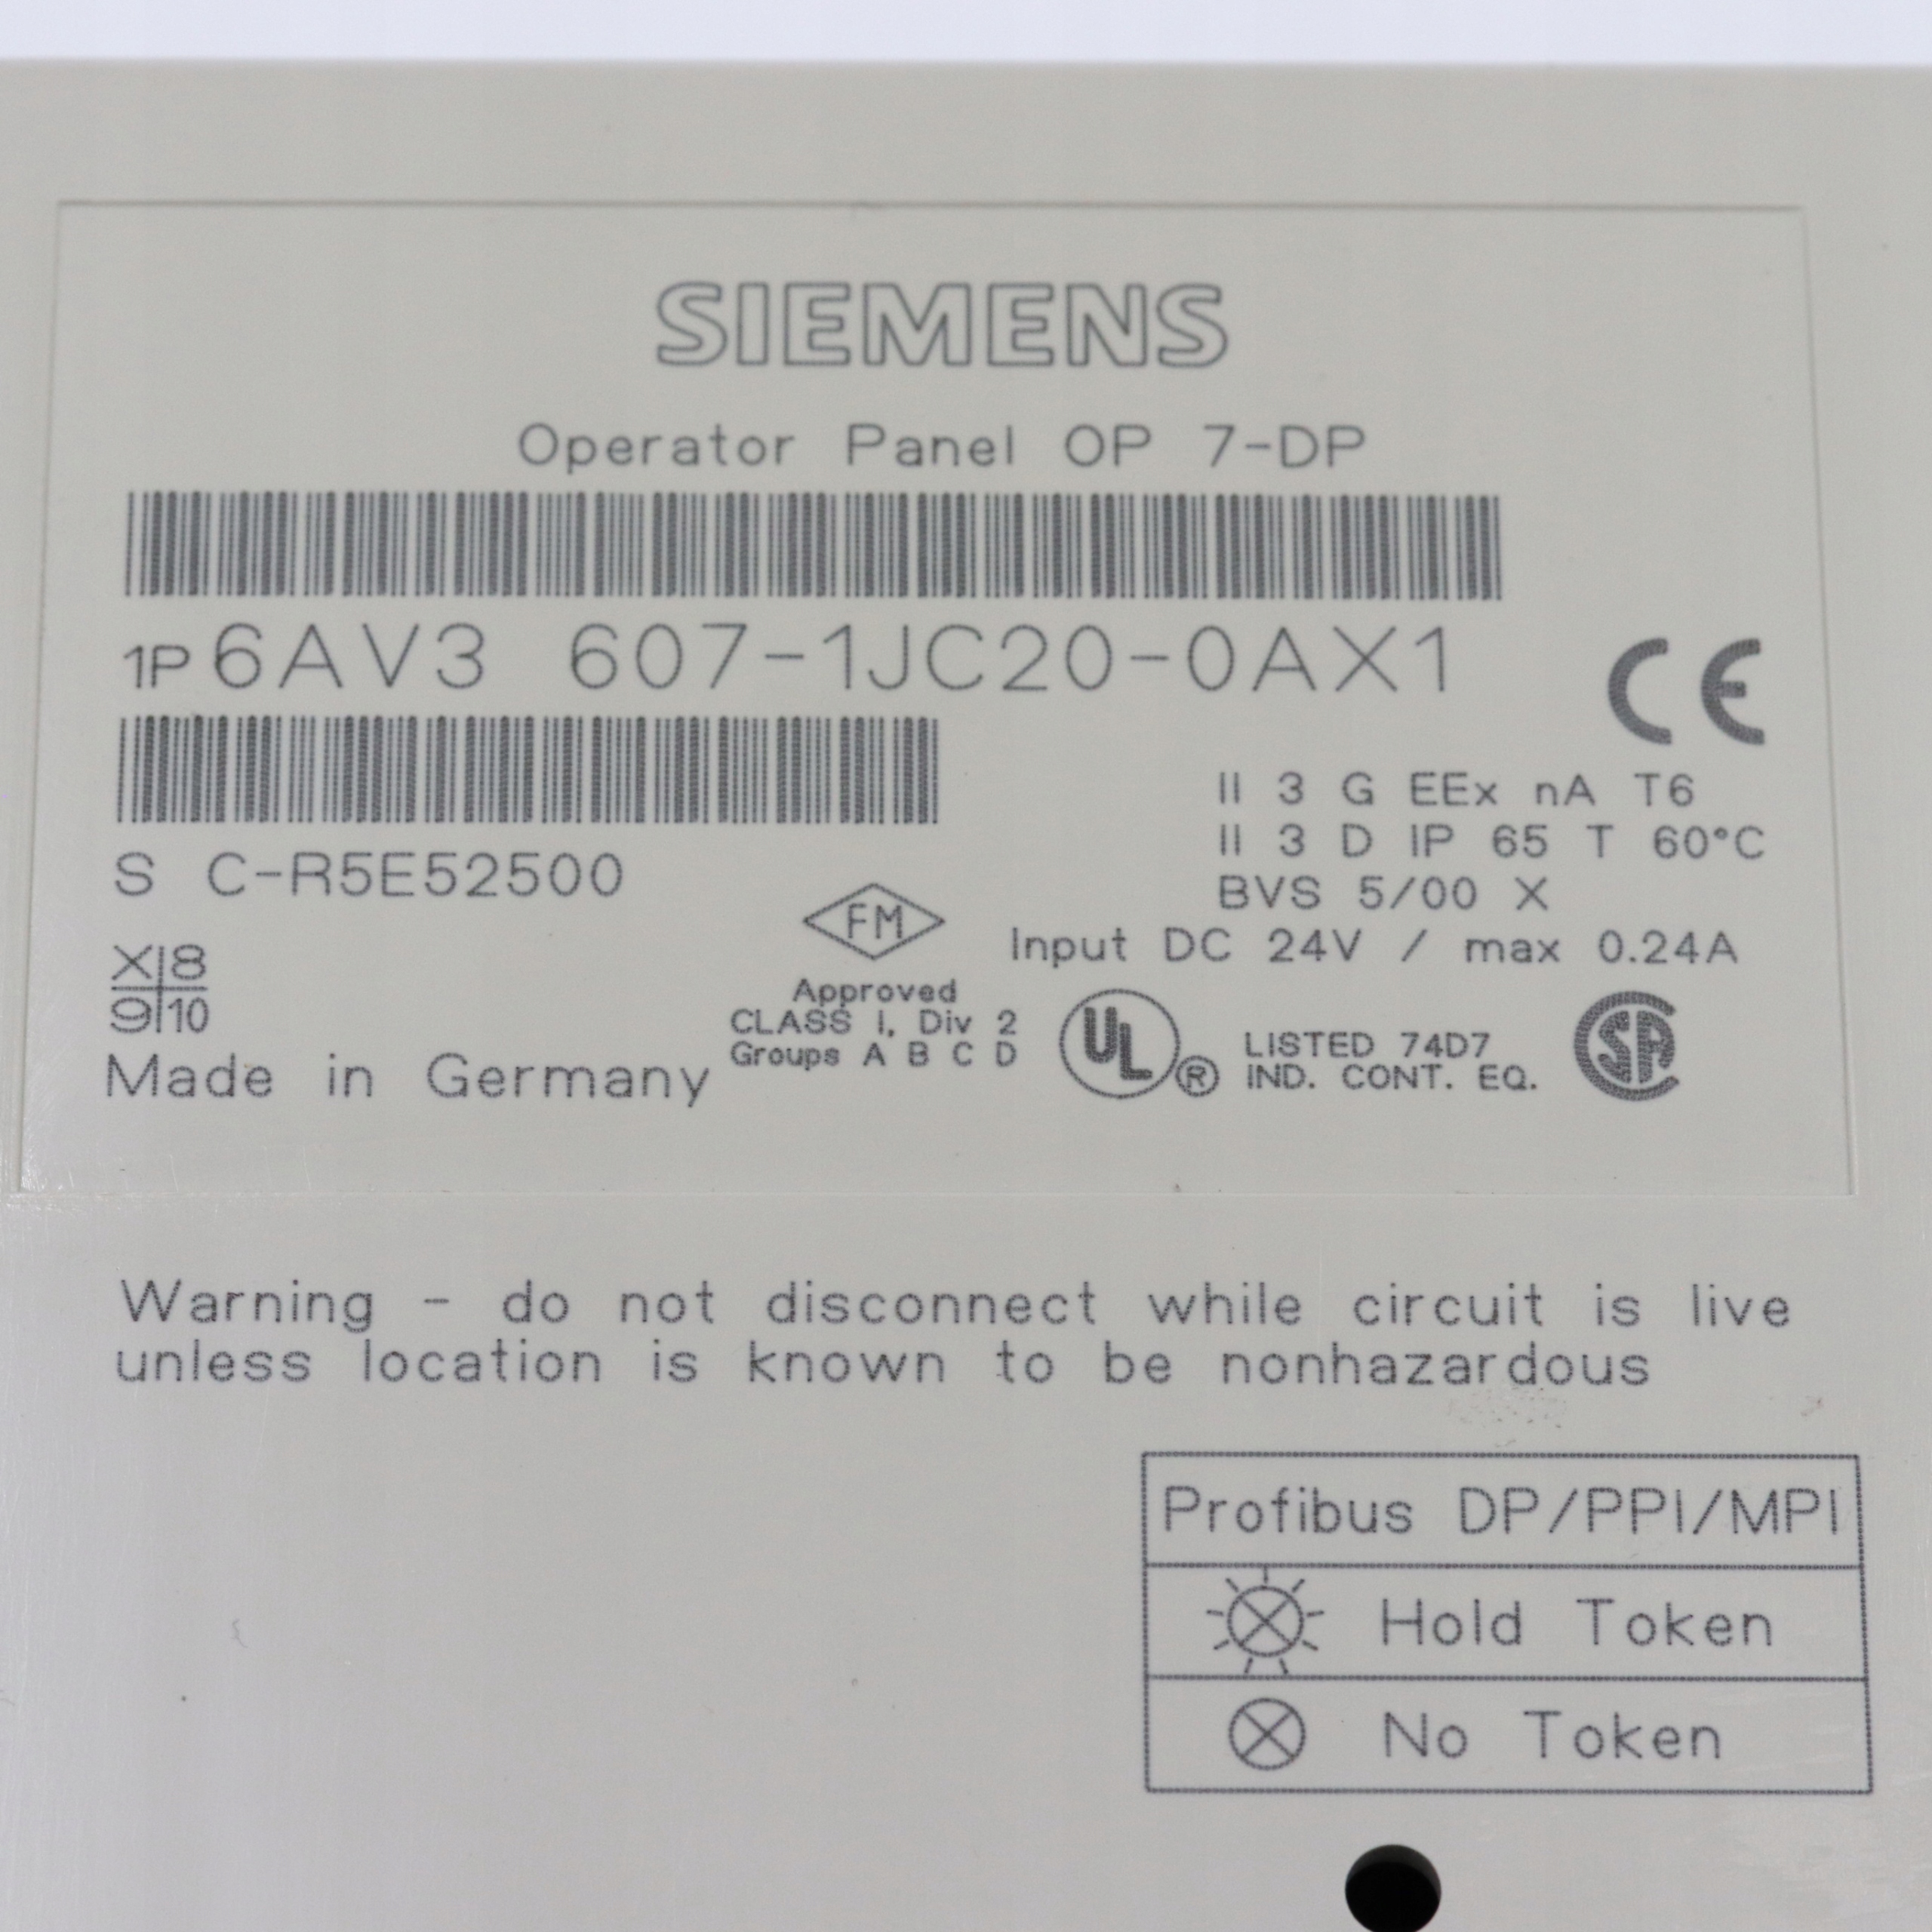 SIEMENS
Operator Panel OP 7-DP
1P 6AV3 607-1JC20-0AX1
CE
S C-R5E52500
II 3 G EEx nA T6
II 3 D IP 65 T 60°C
BVS 5/00 X
Input DC 24V / max 0.24A
FM
Approved
CLASS I, Div 2
Groups A B C D
X 8
9 10
Made in Germany
UL ®
LISTED 74D7
IND. CONT. EQ.
SA
Warning - do not disconnect while circuit is live
unless location is known to be nonhazardous
Profibus DP/PPI/MPI
Hold Token
No Token